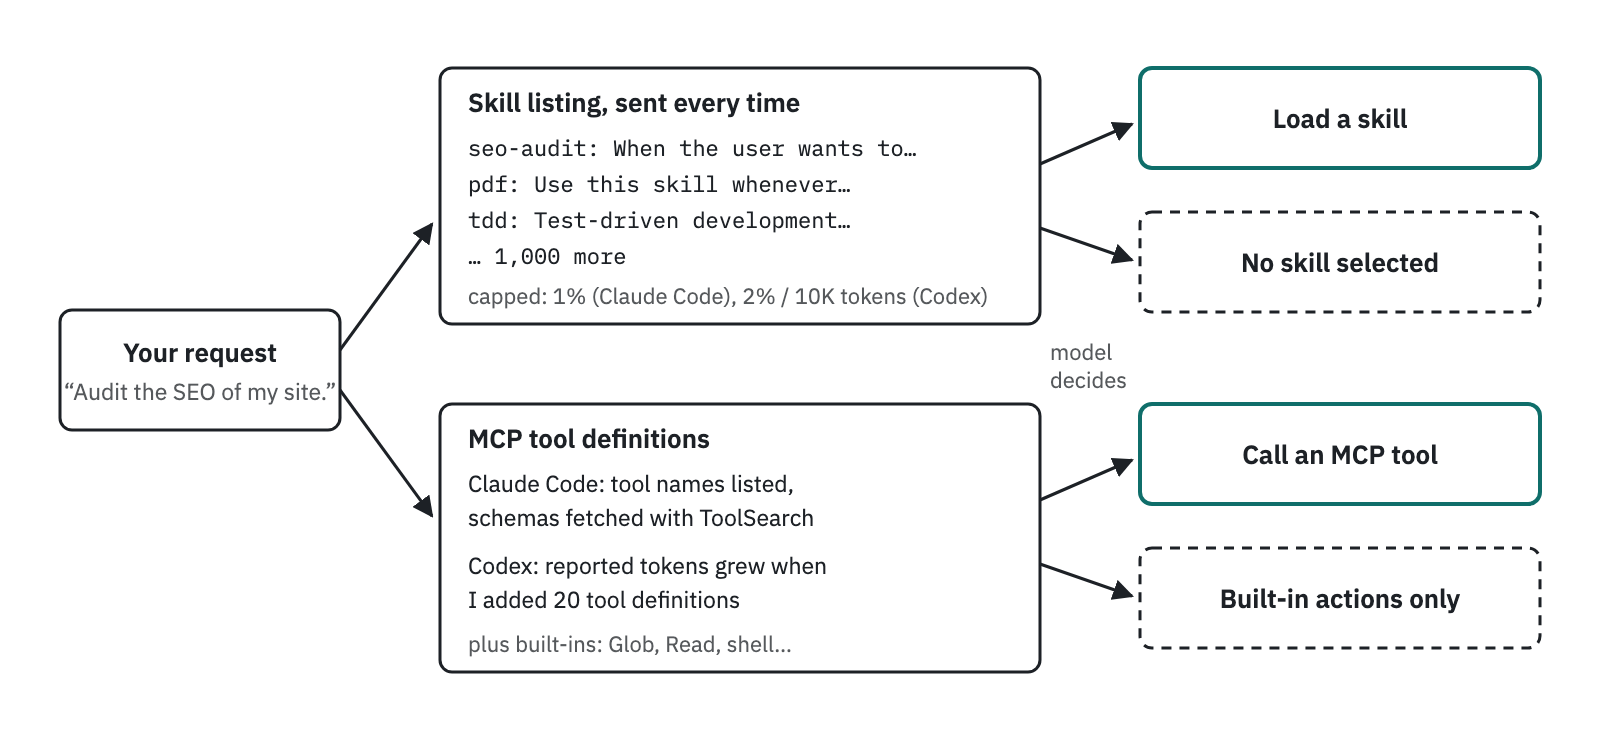 Your request
“Audit the SEO of my site.”
Skill listing, sent every time
seo-audit: When the user wants to…
pdf: Use this skill whenever…
tdd: Test-driven development…
… 1,000 more
capped: 1% (Claude Code), 2% / 10K tokens (Codex)
MCP tool definitions
Claude Code: tool names listed,
schemas fetched with ToolSearch
Codex: reported tokens grew when
I added 20 tool definitions
plus built-ins: Glob, Read, shell...
model
decides
Load a skill
No skill selected
Call an MCP tool
Built-in actions only